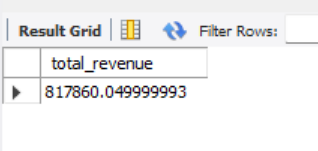 Result Grid Filter Rows:
total_revenue
817860.049999993